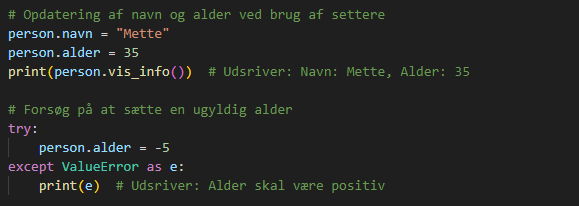 # Opdatering af navn og alder ved brug af settere
person.navn = "Mette"
person.alder = 35
print(person.vis_info())  # Udsriver: Navn: Mette, Alder: 35

# Forsøg på at sætte en ugyldig alder
try:
    person.alder = -5
except ValueError as e:
    print(e)  # Udsriver: Alder skal være positiv